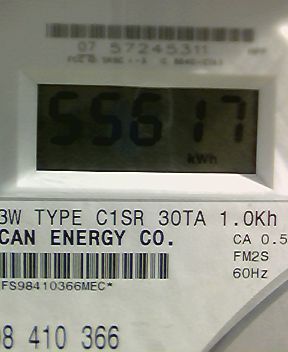 07 57245311
55617
kWh
3W TYPE C1SR 30TA 1.0Kh
CAN ENERGY CO.
CA 0.5
FM2S
60Hz
FS98410366MEC*
98 410 366